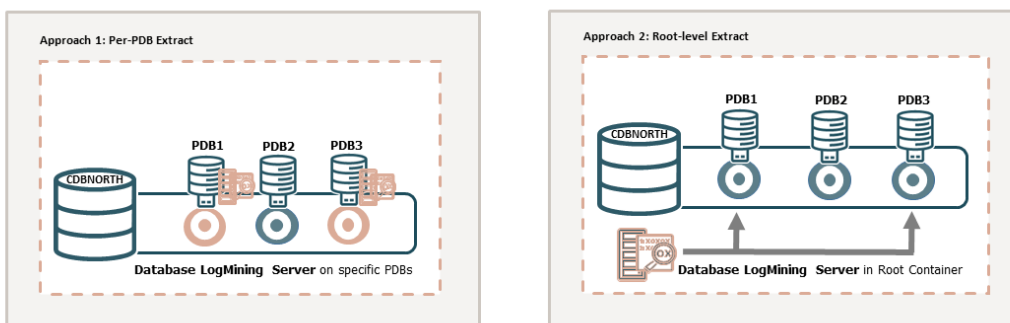 Approach 1: Per-PDB Extract
PDB1
PDB2
PDB3
CDBNORTH
Database LogMining Server on specific PDBs
Approach 2: Root-level Extract
PDB1
PDB2
PDB3
CDBNORTH
OX
Database LogMining Server in Root Container